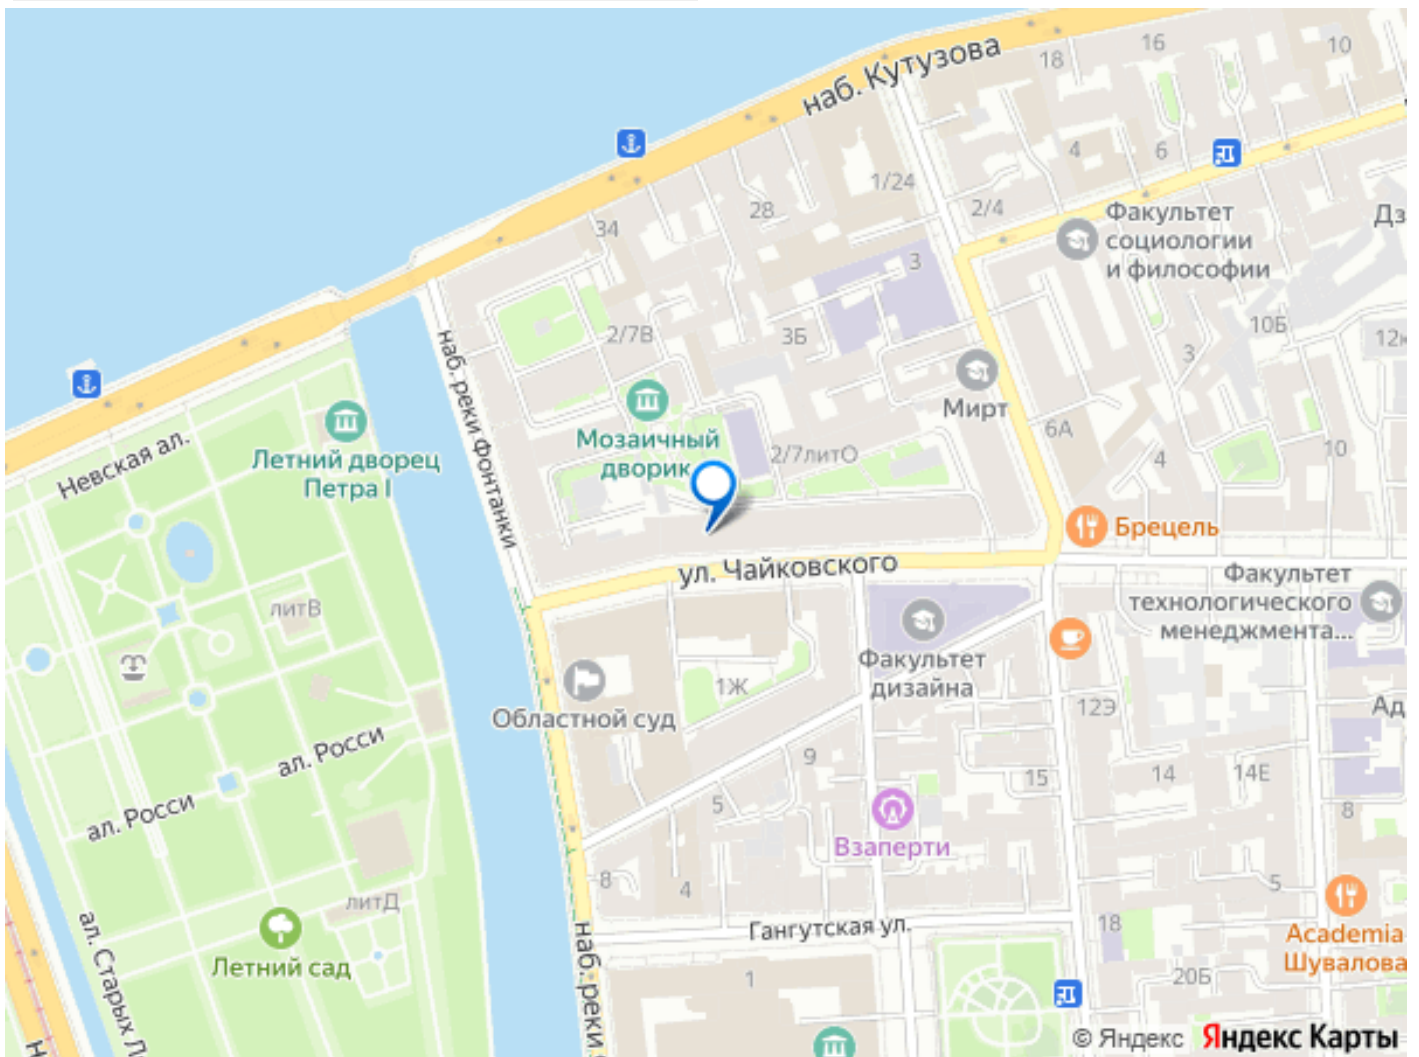 наб. Кутузова
18
16
10
4
6
1/24
2/4
28
34
Факультет
социологии
и философии
Дз
3
10Б
12к
2/7В
3Б
3
наб. реки Фонтанки
Мирт
6А
10
4
Невская ал.
Летний дворец
Петра I
Мозаичный
дворик
2/7литО
Брецель
ул. Чайковского
Факультет
технологического
менеджмента...
литВ
Факультет
дизайна
1Ж
Областной суд
12Э
Ад
ал. Росси
ал. Росси
9
15
14
14Е
5
8
Взаперти
8
4
5
литД
Гангутская ул.
18
Academia
Шувалова
Летний сад
ал. Старых Л
наб. реки
1
20Б
Н
© Яндекс Яндекс Карты